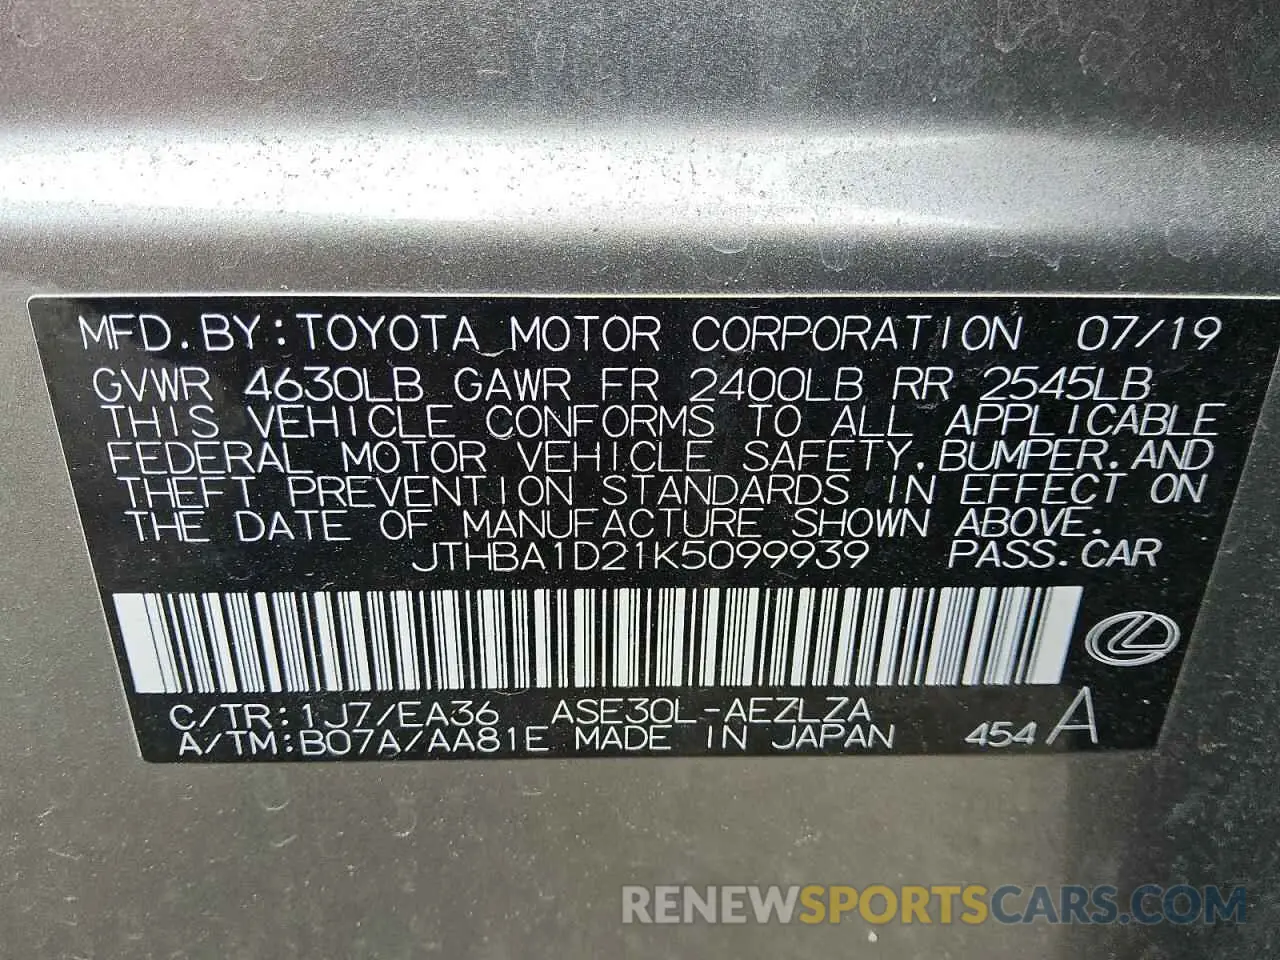 MFD.BY:TOYOTA MOTOR CORPORATION 07/19
GVWR 4630LB GAWR FR 2400LB RR 2545LB
THIS VEHICLE CONFORMS TO ALL APPLICABLE
FEDERAL MOTOR VEHICLE SAFETY,BUMPER,AND
THEFT PREVENTION STANDARDS IN EFFECT ON
THE DATE OF MANUFACTURE SHOWN ABOVE.
JTHBA1D21K5099939 PASS.CAR
C/TR:1J7/EA36 ASE30L-AEZLZA
A/TM:B07A/AA81E MADE IN JAPAN 454 A
RENEWSPORTSCARS.COM